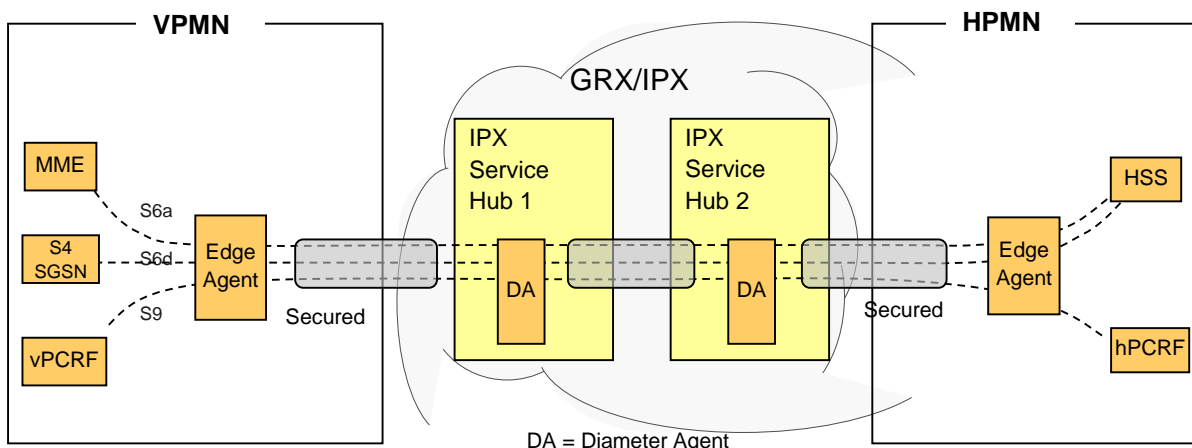 VPMN
HPMN
GRX/IPX
IPX
Service
Hub 1
IPX
Service
Hub 2
MME
HSS
S6a
S4
SGSN
S6d
Edge
Agent
Edge
Agent
DA
DA
S9
Secured
Secured
vPCRF
hPCRF
DA = Diameter Agent